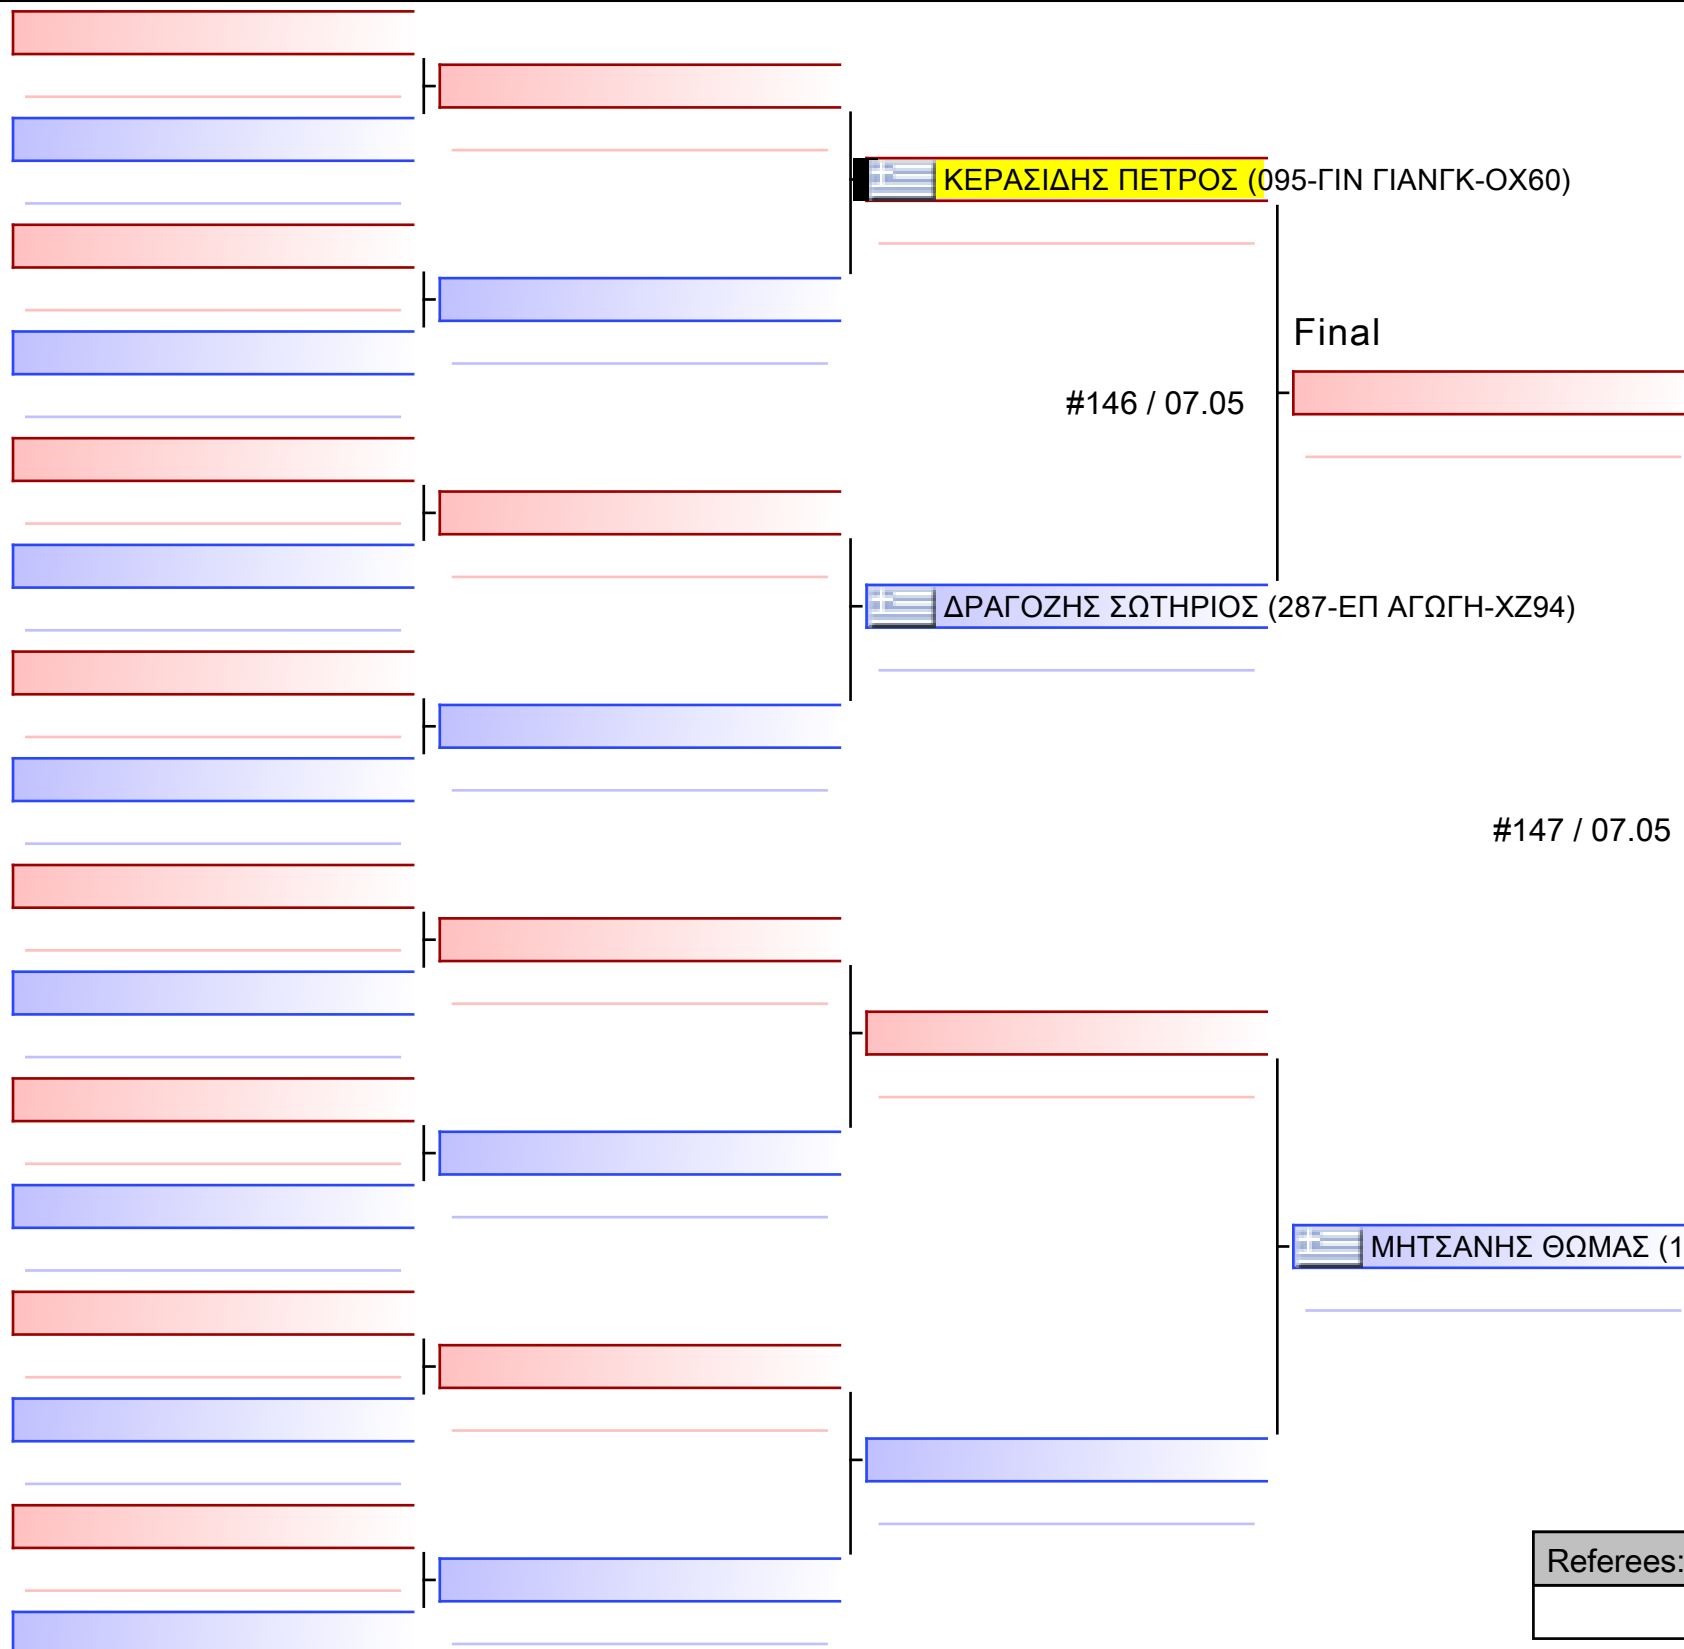 ΚΕΡΑΣΙΔΗΣ ΠΕΤΡΟΣ (095-ΓΙΝ ΓΙΑΝΓΚ-ΟΧ60)
Final
#146 / 07.05
ΔΡΑΓΟΖΗΣ ΣΩΤΗΡΙΟΣ (287-ΕΠ ΑΓΩΓΗ-ΧΖ94)
#147 / 07.05
ΜΗΤΣΑΝΗΣ ΘΩΜΑΣ (1
Referees: